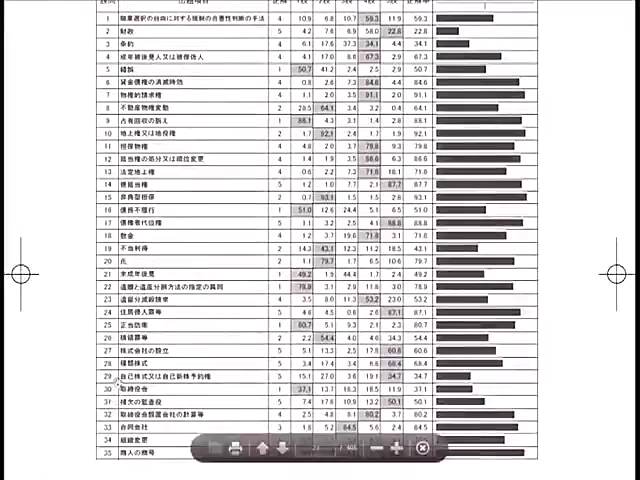 1 職業選択の自由に対する規制の合憲性判断の手法 4 10.9 6.8 10.7 59.3 11.9 59.3
2 財政 5 58.0 22.8
3 条約 4 6.1 17.6 37.3 34.1 4.4 34.1
4 成年被後見人又は被保佐人 4 4.1 17.0 8.6 67.3 2.9 67.3
5 錯誤 1 50.7 41.2 2.4 2.5 2.9 50.7
6 賃金債権の消滅時効 4 0.8 2.6 7.3 84.6 4.4 84.6
7 物権的請求権 4 1.1 2.0 3.5 91.1 2.0 91.1
8 不動産物権変動 2 28.5 64.1 3.4 3.2 0.4 64.1
9 占有回収の訴え 1 88.1 4.3 3.1 1.4 2.8 88.1
10 地上権又は地役権 2 1.7 92.1 2.4 1.7 1.9 92.1
11 担保物権 4 4.8 2.0 3.7 79.8 9.3 79.8
12 抵当権の処分又は順位変更 4 1.4 1.9 3.5 86.6 6.3 86.6
13 法定地上権 4 0.6 2.2 7.3 71.8 18.1 71.8
14 根抵当権 5 1.2 1.0 7.7 2.1 87.7 87.7
15 非典型担保 2 0.7 93.1 1.5 1.5 2.8 93.1
16 債務不履行 1 51.0 12.6 24.4 5.1 6.5 51.0
17 債権者代位権 5 1.1 3.2 2.5 4.1 88.8 88.8
18 敷金 4 1.2 3.7 19.6 71.8 3.1 71.8
19 不当利得 2 14.3 43.1 12.3 11.2 18.5 43.1
20 氏 2 1.1 79.7 1.7 6.5 10.6 79.7
21 未成年後見 1 49.2 1.9 44.4 1.7 2.4 49.2
22 遺贈と遺産分割方法の指定の異同 1 78.9 3.1 2.9 11.8 3.0 78.9
23 遺留分減殺請求 4 3.5 8.0 11.3 53.2 23.0 53.2
24 住居侵入罪等 5 4.6 4.5 0.6 2.6 87.1 87.1
25 正当防衛 1 80.7 5.1 9.3 2.1 2.3 80.7
26 横領罪等 2 2.2 54.4 4.0 4.6 34.3 54.4
27 株式会社の設立 5 5.1 13.3 2.5 17.8 60.6 60.6
28 種類株式 5 3.4 17.4 3.4 6.6 68.4 68.4
29 自己株式又は自己新株予約権 5 15.1 27.0 3.6 19.1 34.7 34.7
30 取締役会 1 37.1 13.7 18.3 18.5 11.9 37.1
31 補欠の監査役 5 7.4 17.8 10.9 13.2 50.1 50.1
32 取締役会設置会社の計算等 4 2.5 4.8 8.1 80.2 3.7 80.2
33 合同会社 3 1.8 5.2 84.5 5.6 2.4 84.5
34 組織変更
35 商人の商号